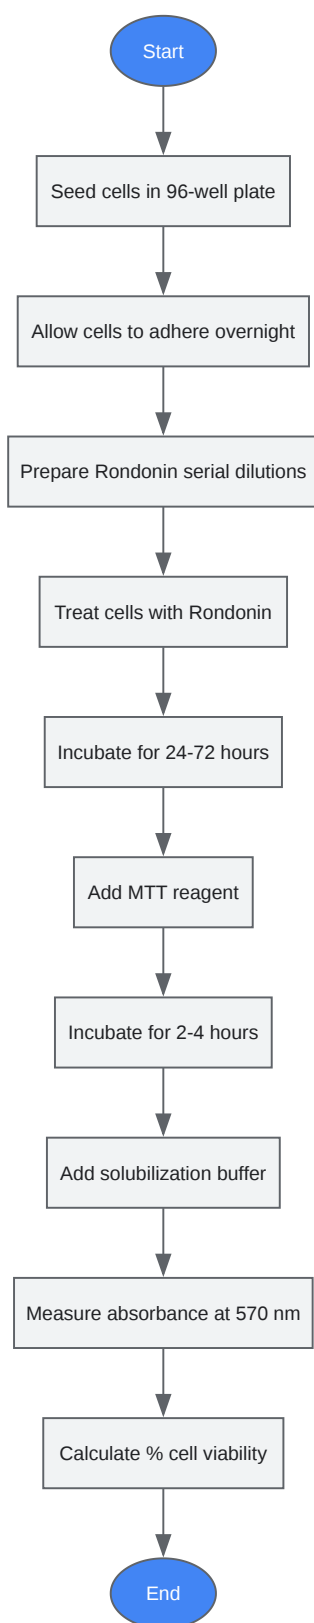 Start
Seed cells in 96-well plate
Allow cells to adhere overnight
Prepare Rondonin serial dilutions
Treat cells with Rondonin
Incubate for 24-72 hours
Add MTT reagent
Incubate for 2-4 hours
Add solubilization buffer
Measure absorbance at 570 nm
Calculate % cell viability
End